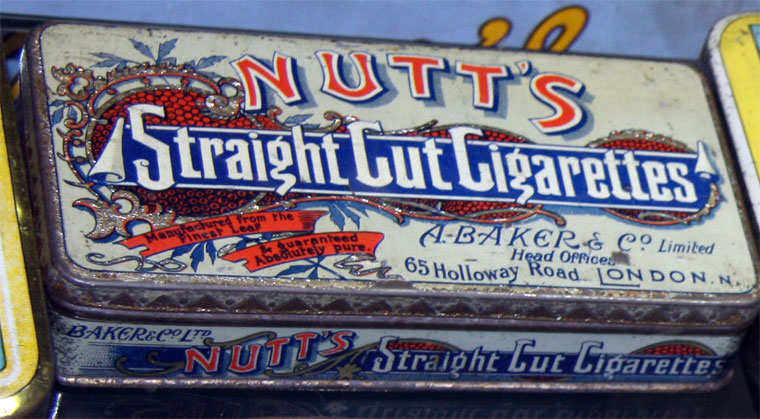 NUTT'S
Straight Cut Cigarettes
Manufactured from the
Finest Leaf
& guaranteed
Absolutely pure.
A. BAKER & Co Limited
Head Offices
65 Holloway Road LONDON. N.
BAKER & Co LTD
NUTT'S Straight Cut Cigarettes